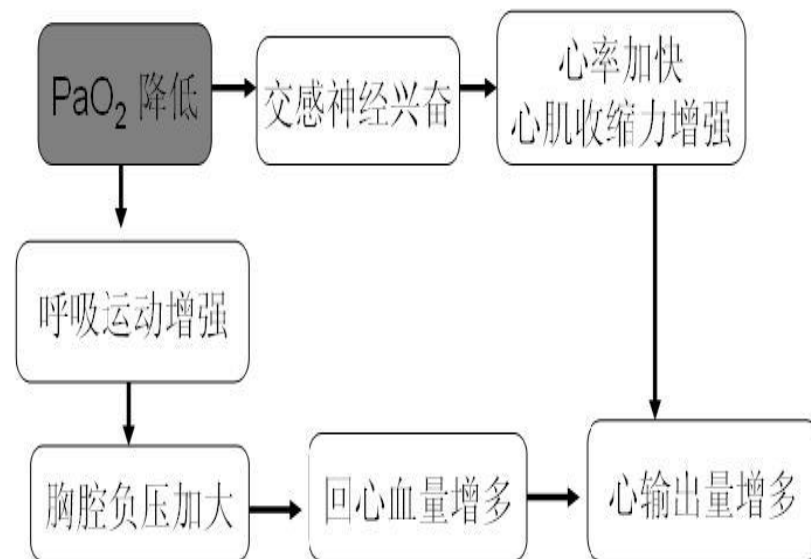 PaO₂ 降低
交感神经兴奋
心率加快
心肌收缩力增强
呼吸运动增强
胸腔负压加大
回心血量增多
心输出量增多